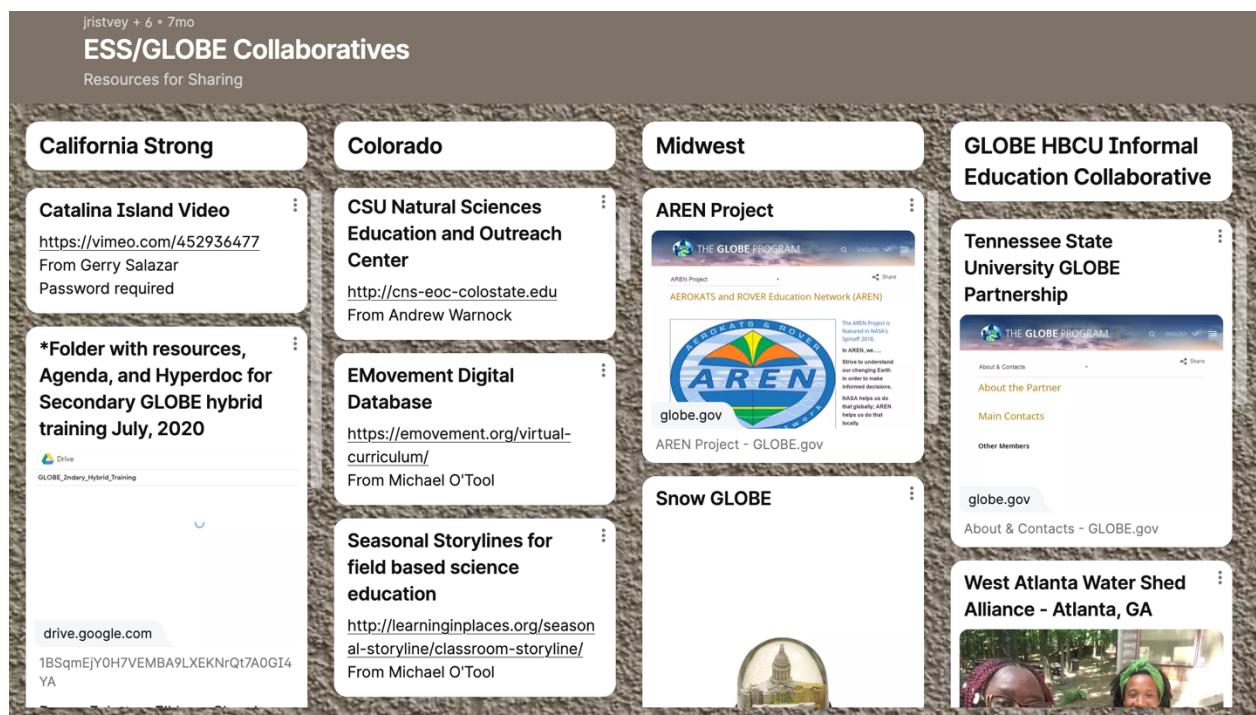 jristvey + 6 • 7mo
ESS/GLOBE Collaboratives
Resources for Sharing
California Strong
Catalina Island Video
https://vimeo.com/452936477
From Gerry Salazar
Password required
*Folder with resources,
Agenda, and Hyperdoc for
Secondary GLOBE hybrid
training July, 2020
Drive
GLOBE_2ndary_Hybrid_Training
drive.google.com
1BSqmEjY0H7VEMBA9LXEKNrQt7A0GI4
YA
Colorado
CSU Natural Sciences
Education and Outreach
Center
http://cns-eoc-colostate.edu
From Andrew Warnock
EMovement Digital
Database
https://emovement.org/virtual-
curriculum/
From Michael O'Tool
Seasonal Storylines for
field based science
education
http://learninginplaces.org/season
al-storyline/classroom-storyline/
From Michael O'Tool
Midwest
AREN Project
THE GLOBE PROGRAM
ENGLISH
AREN Project
Share
AEROKATS and ROVER Education Network (AREN)
AEROKATS & ROVER
AREN
The AREN Project is
featured in NASA's
Spinoff 2018.
In AREN, we.....
Strive to understand
our changing Earth
in order to make
informed decisions.
NASA helps us do
that globally; AREN
helps us do that
locally.
globe.gov
AREN Project - GLOBE.gov
Snow GLOBE
GLOBE HBCU Informal
Education Collaborative
Tennessee State
University GLOBE
Partnership
THE GLOBE PROGRAM
ENGLISH
About & Contacts
Share
About the Partner
Main Contacts
Other Members
globe.gov
About & Contacts - GLOBE.gov
West Atlanta Water Shed
Alliance - Atlanta, GA